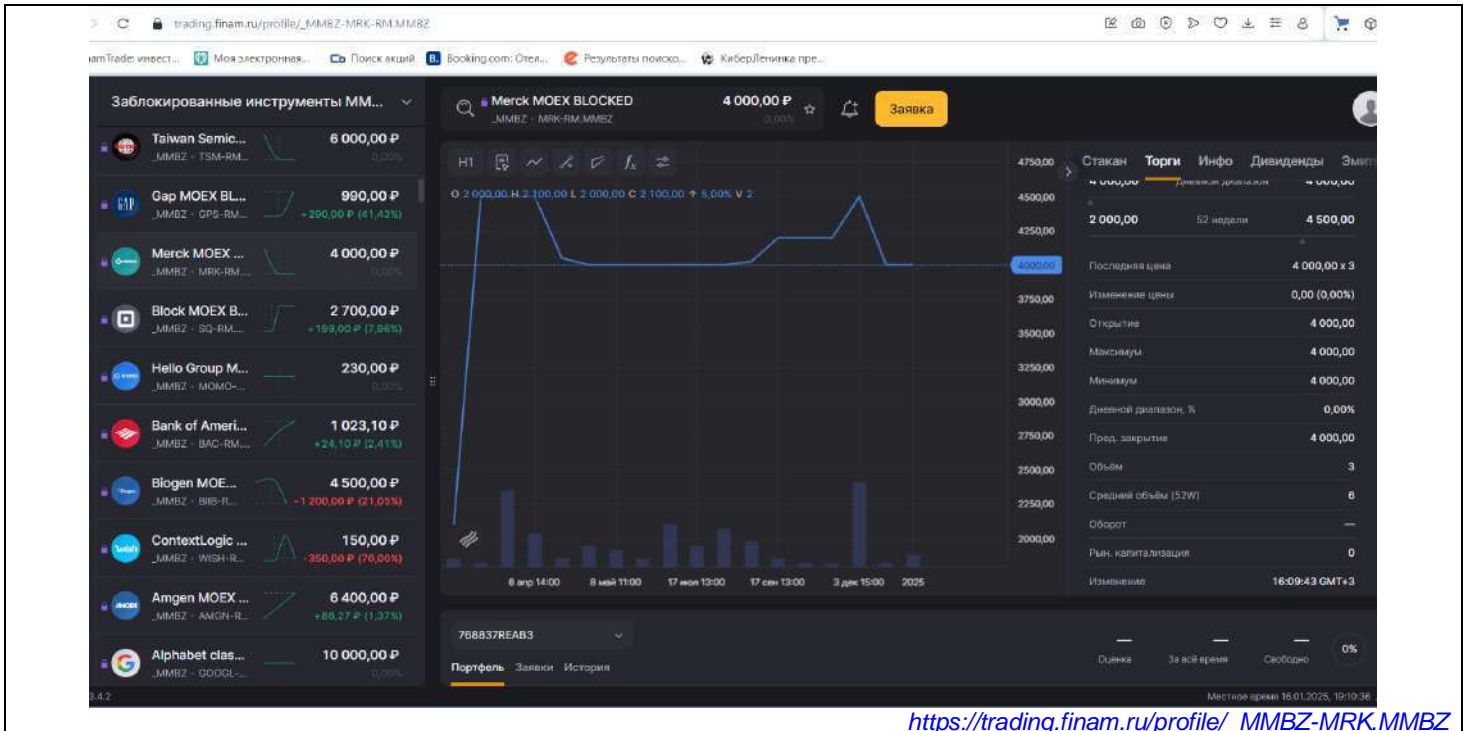 trading.finam.ru/profile/_MMBZ-MRK-RM.MMBZ
amTrade: инвест... Моя электронная... Поиск акций Booking.com: Отел... Результаты поиско... КиберЛенинка пре...
Заблокированные инструменты ММ...
Taiwan Semic... 6 000,00 ₽
_MMBZ · TSM-RM... 0,00%
Gap MOEX BL... 990,00 ₽
_MMBZ · GPS-RM... +290,00 ₽ (41,43%)
Merck MOEX ... 4 000,00 ₽
_MMBZ · MRK-RM... 0,00%
Block MOEX B... 2 700,00 ₽
_MMBZ · SQ-RM.... +199,00 ₽ (7,96%)
Hello Group M... 230,00 ₽
_MMBZ · MOMO-... 0,00%
Bank of Ameri... 1 023,10 ₽
_MMBZ · BAC-RM.... +24,10 ₽ (2,41%)
Biogen MOE... 4 500,00 ₽
_MMBZ · BIIB-R... -1 200,00 ₽ (21,05%)
ContextLogic ... 150,00 ₽
_MMBZ · WISH-R... -350,00 ₽ (70,00%)
Amgen MOEX ... 6 400,00 ₽
_MMBZ · AMGN-R... +86,27 ₽ (1,37%)
Alphabet clas... 10 000,00 ₽
_MMBZ · GOOGL-... 0,00%
3.4.2
Merck MOEX BLOCKED 4 000,00 ₽
_MMBZ · MRK-RM.MMBZ 0,00%
Заявка
H1
O 2 000,00 H 2 100,00 L 2 000,00 C 2 100,00 ↑ 5,00% V 2
4750,00
4500,00
4250,00
4000,00
3750,00
3500,00
3250,00
3000,00
2750,00
2500,00
2250,00
2000,00
8 апр 14:00 8 май 11:00 17 июн 13:00 17 сен 13:00 3 дек 15:00 2025
Стакан Торги Инфо Дивиденды Эмит
4 000,00 Дневной диапазон 4 000,00
2 000,00 52 недели 4 500,00
Последняя цена 4 000,00 x 3
Изменение цены 0,00 (0,00%)
Открытие 4 000,00
Максимум 4 000,00
Минимум 4 000,00
Дневной диапазон, % 0,00%
Пред. закрытие 4 000,00
Объём 3
Средний объём (52W) 6
Оборот —
Рын. капитализация 0
Изменение 16:09:43 GMT+3
768837REAB3
Портфель Заявки История
— — —
Оценка За всё время Свободно 0%
Местное время 16.01.2025, 19:10:36
https://trading.finam.ru/profile/_MMBZ-MRK.MMBZ